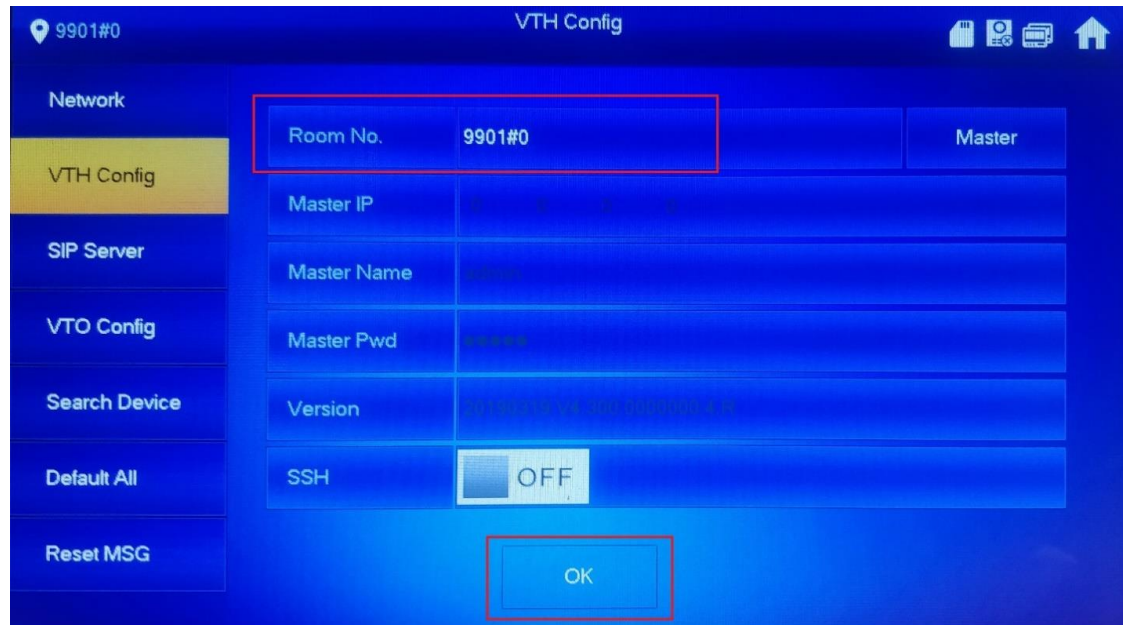 9901#0
VTH Config
Network
VTH Config
SIP Server
VTO Config
Search Device
Default All
Reset MSG
Room No. 9901#0 Master
Master IP
Master Name admin
Master Pwd
Version
SSH OFF
OK